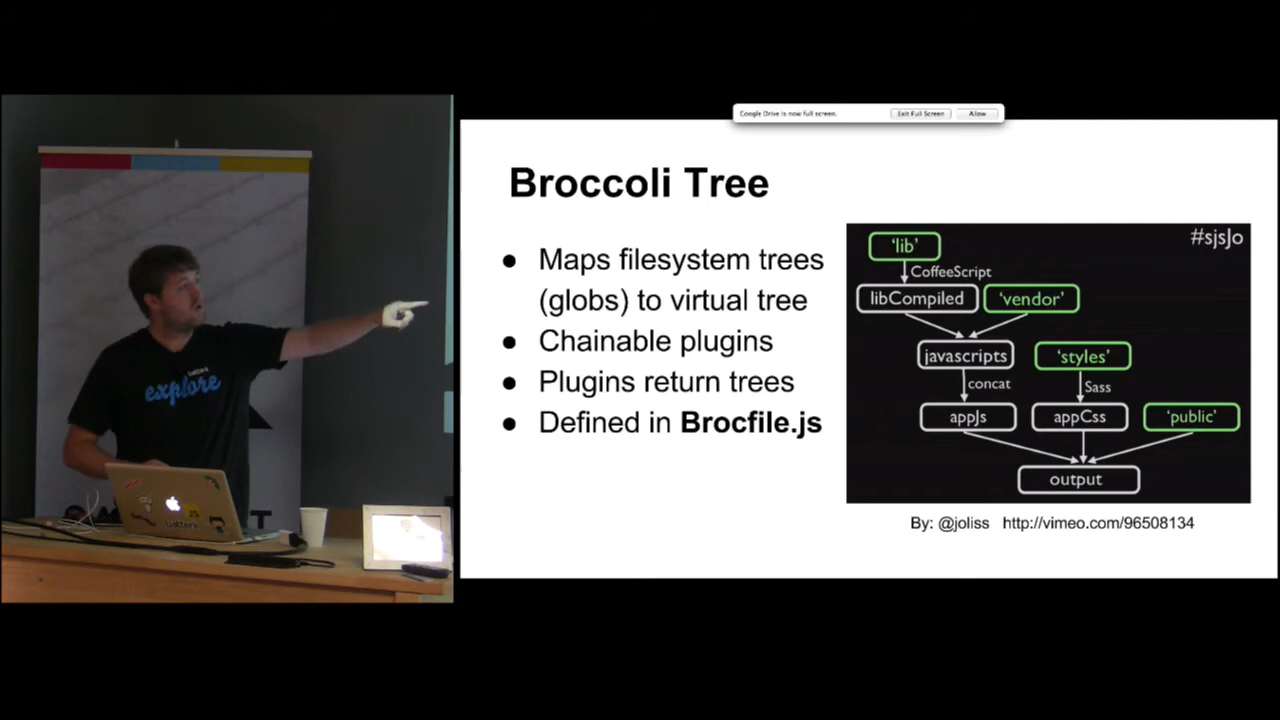 Google Drive is now full screen.
Exit Full Screen
Allow
Broccoli Tree
● Maps filesystem trees
(globs) to virtual tree
● Chainable plugins
● Plugins return trees
● Defined in Brocfile.js
#sjsJo
'lib'
CoffeeScript
libCompiled
'vendor'
javascripts
'styles'
concat
Sass
appJs
appCss
'public'
output
By: @joliss http://vimeo.com/96508134
explore
JS